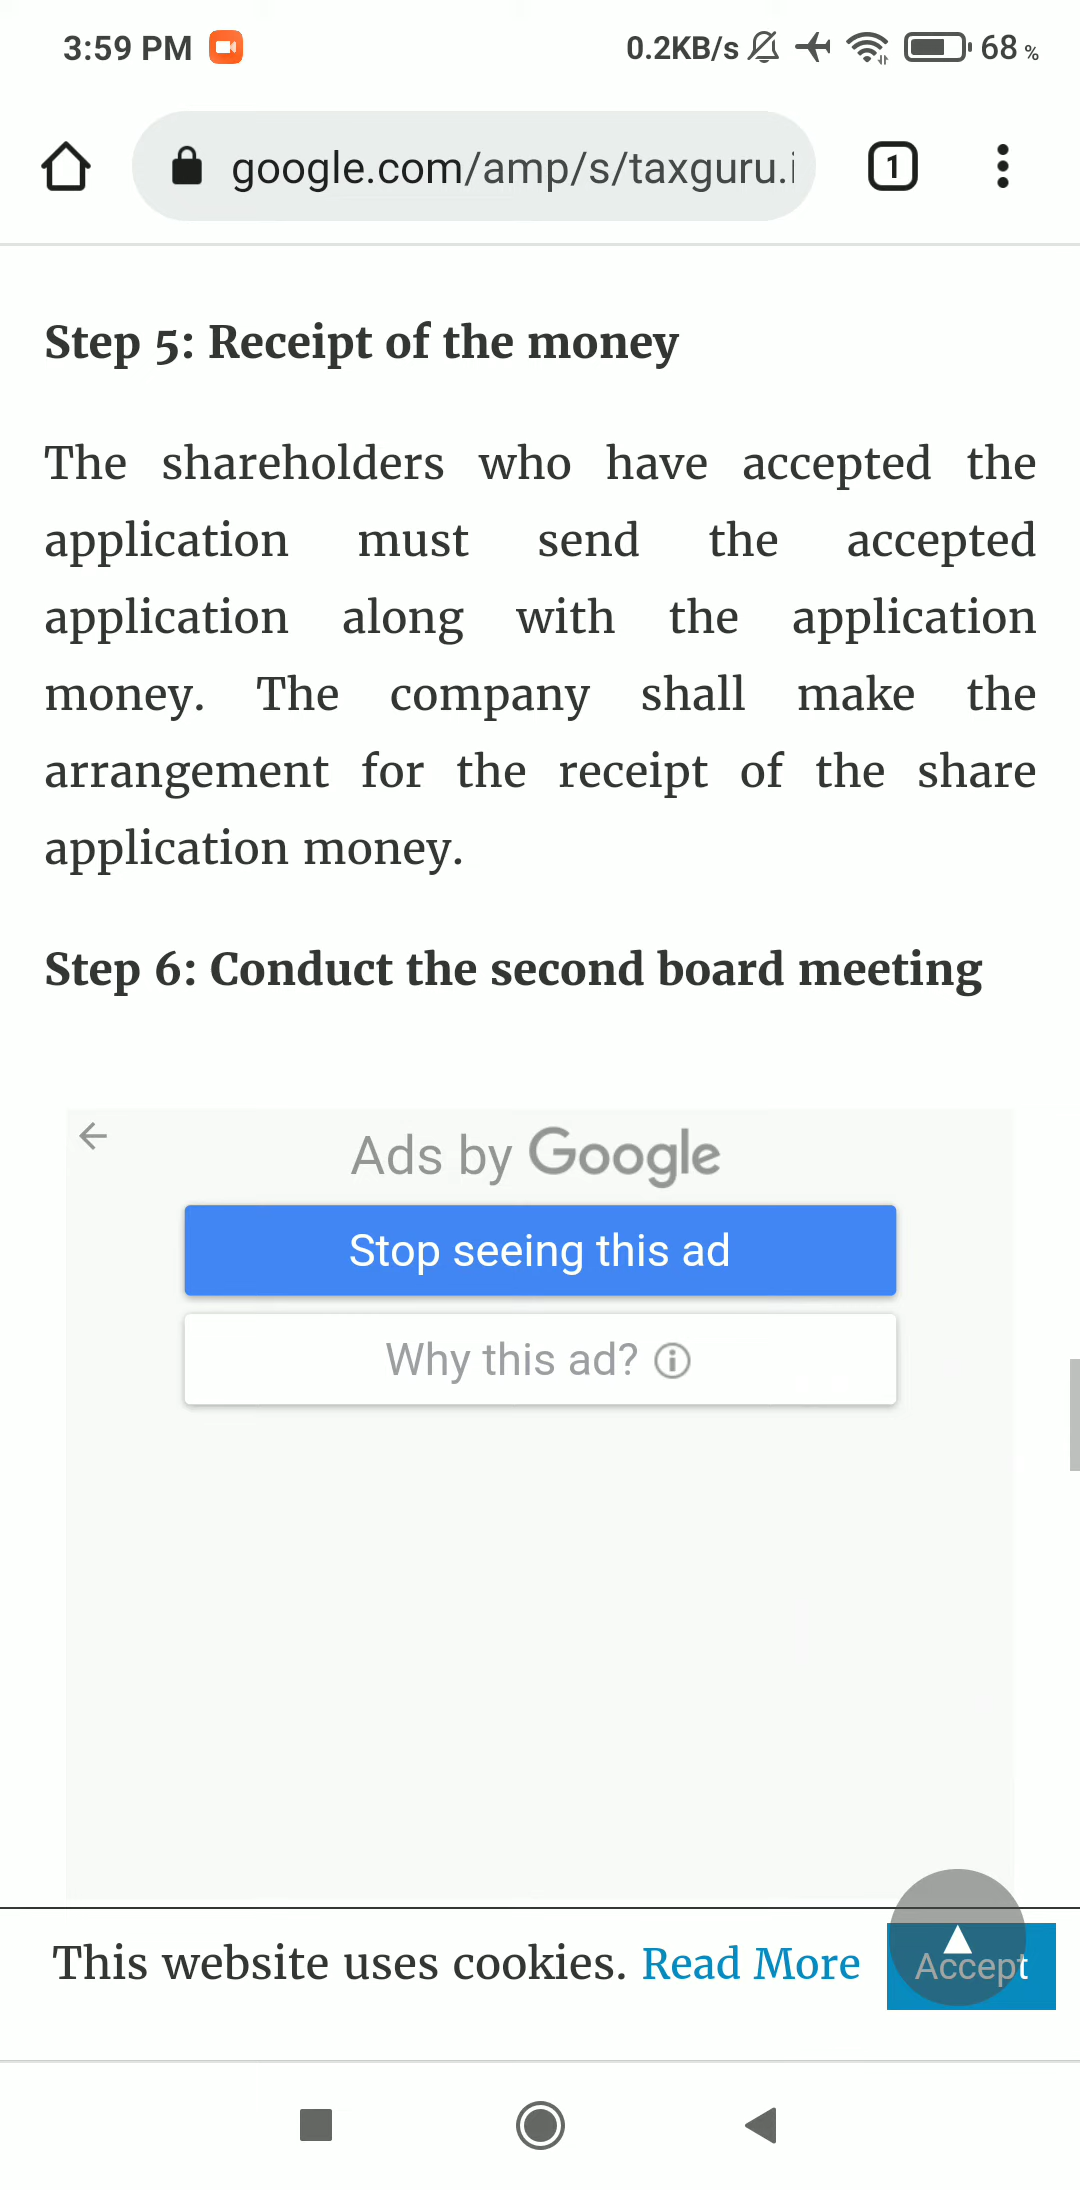 3:59 PM 0.2KB/s 68 %
google.com/amp/s/taxguru.i 1
Step 5: Receipt of the money
The shareholders who have accepted the
application must send the accepted
application along with the application
money. The company shall make the
arrangement for the receipt of the share
application money.
Step 6: Conduct the second board meeting
Ads by Google
Stop seeing this ad
Why this ad?
This website uses cookies. Read More Accept